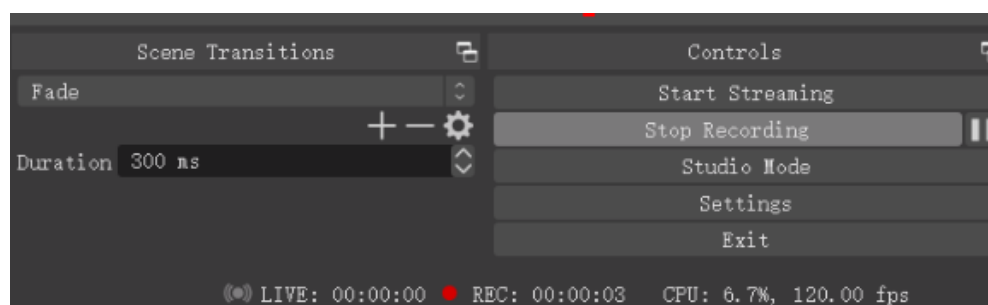 Scene Transitions
Controls
Fade
Start Streaming
Stop Recording
Duration 300 ms
Studio Mode
Settings
Exit
LIVE: 00:00:00 REC: 00:00:03 CPU: 6.7%, 120.00 fps